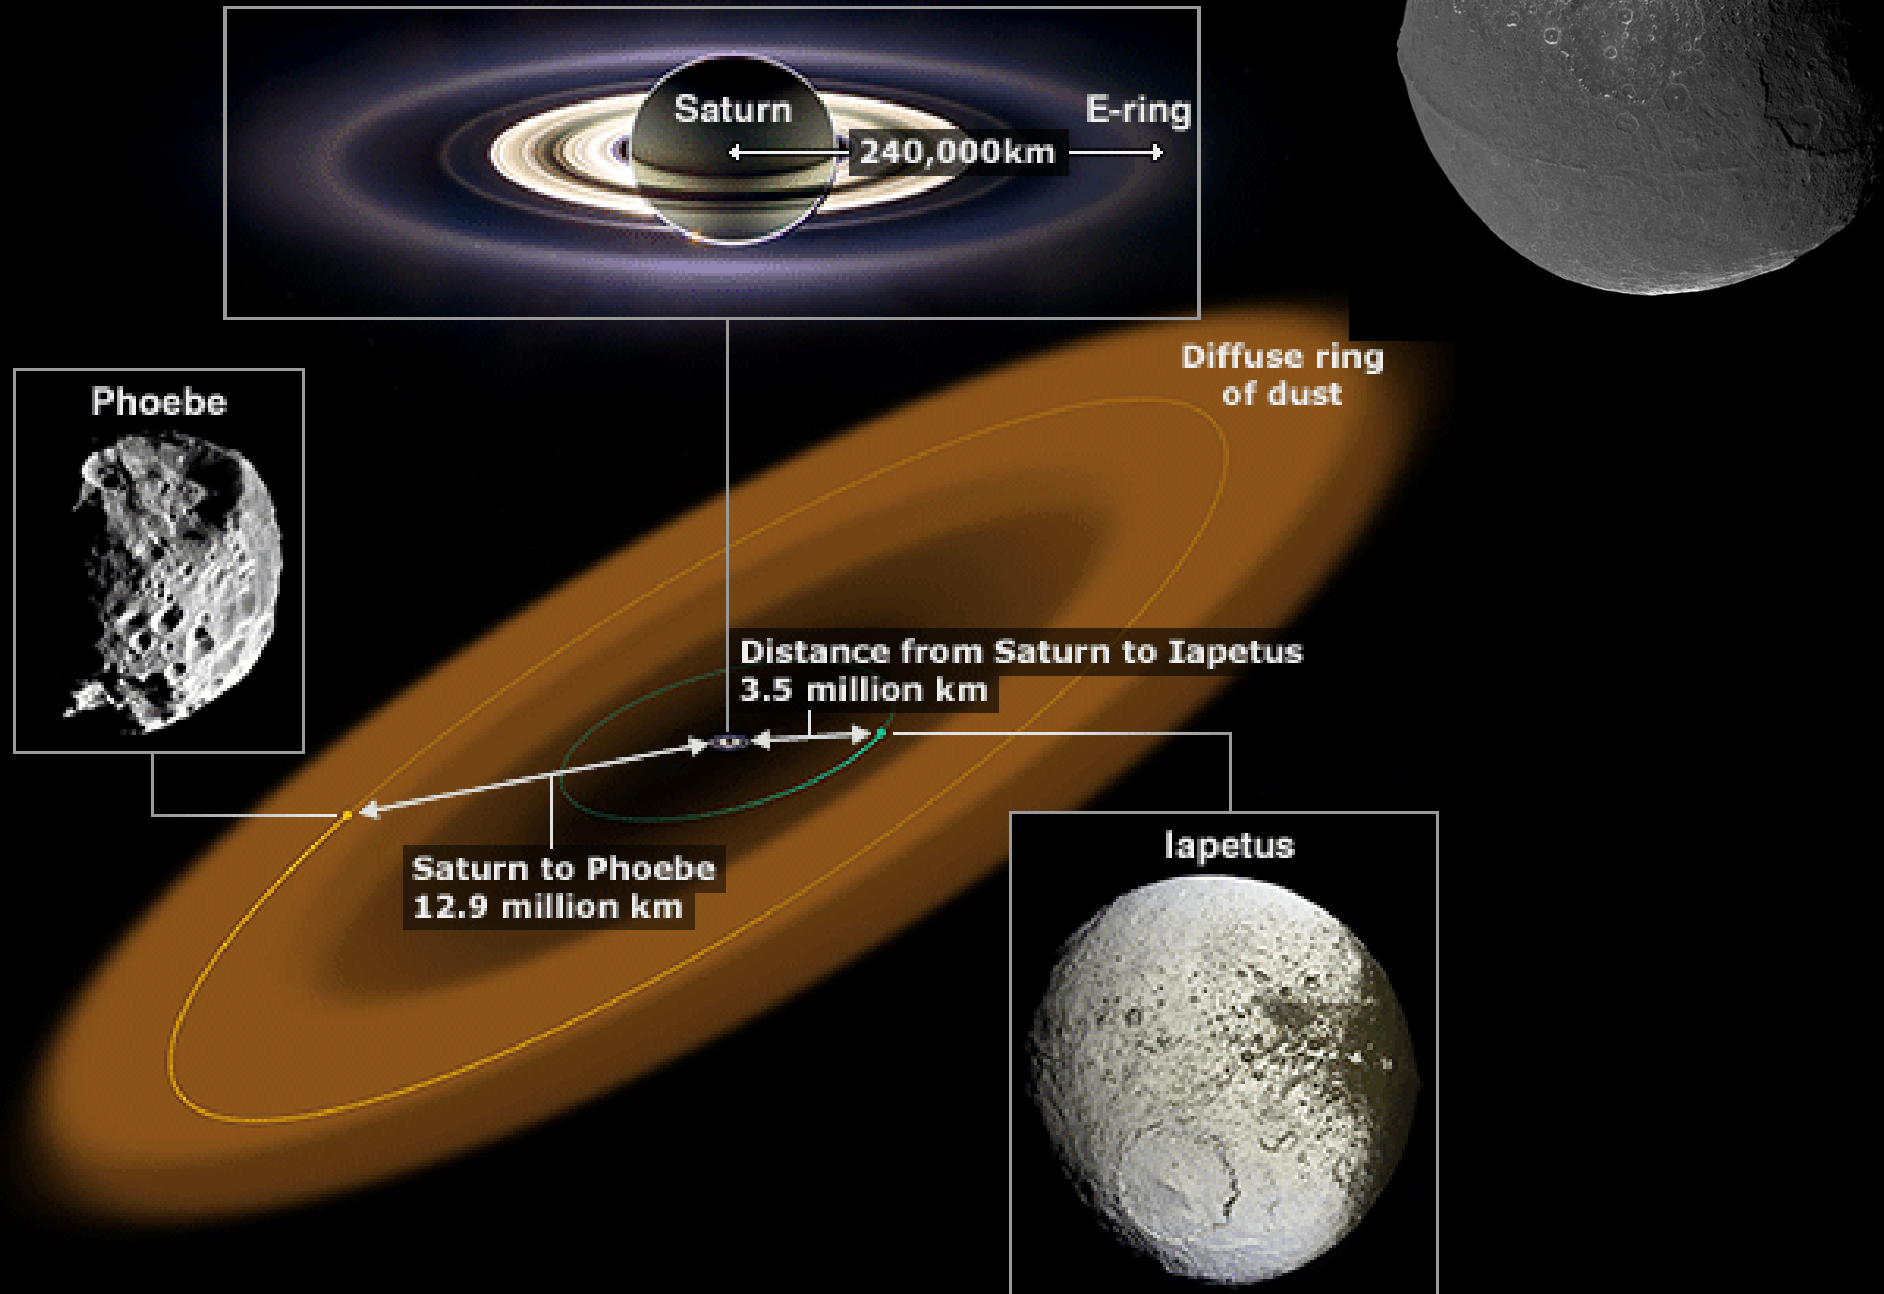 Saturn
E-ring
240,000km
Diffuse ring
of dust
Phoebe
Distance from Saturn to Iapetus
3.5 million km
Saturn to Phoebe
12.9 million km
Iapetus